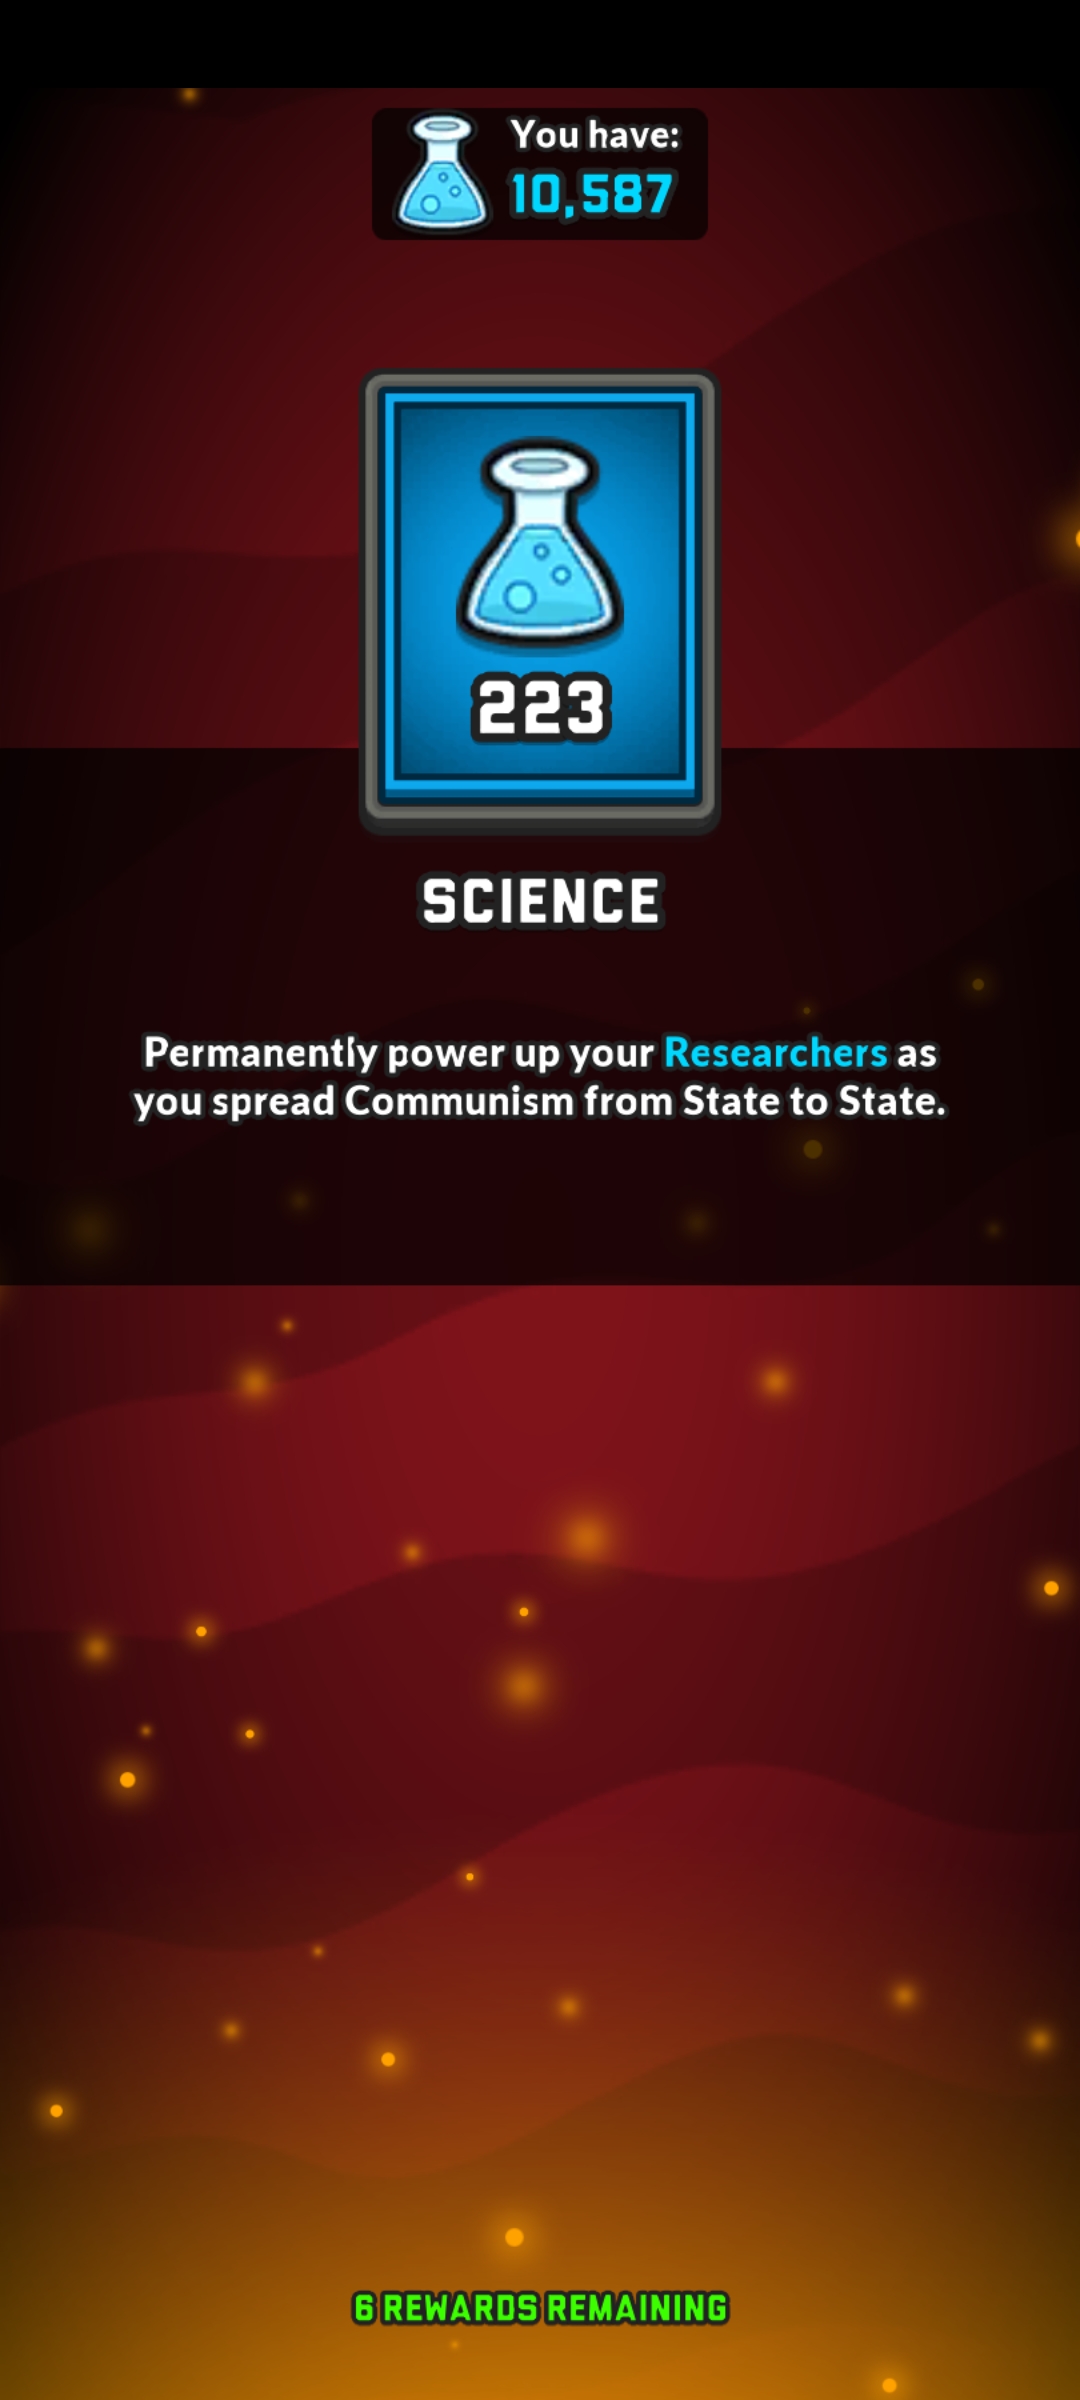 You have:
10,587
223
SCIENCE
Permanently power up your Researchers as
you spread Communism from State to State.
6 REWARDS REMAINING